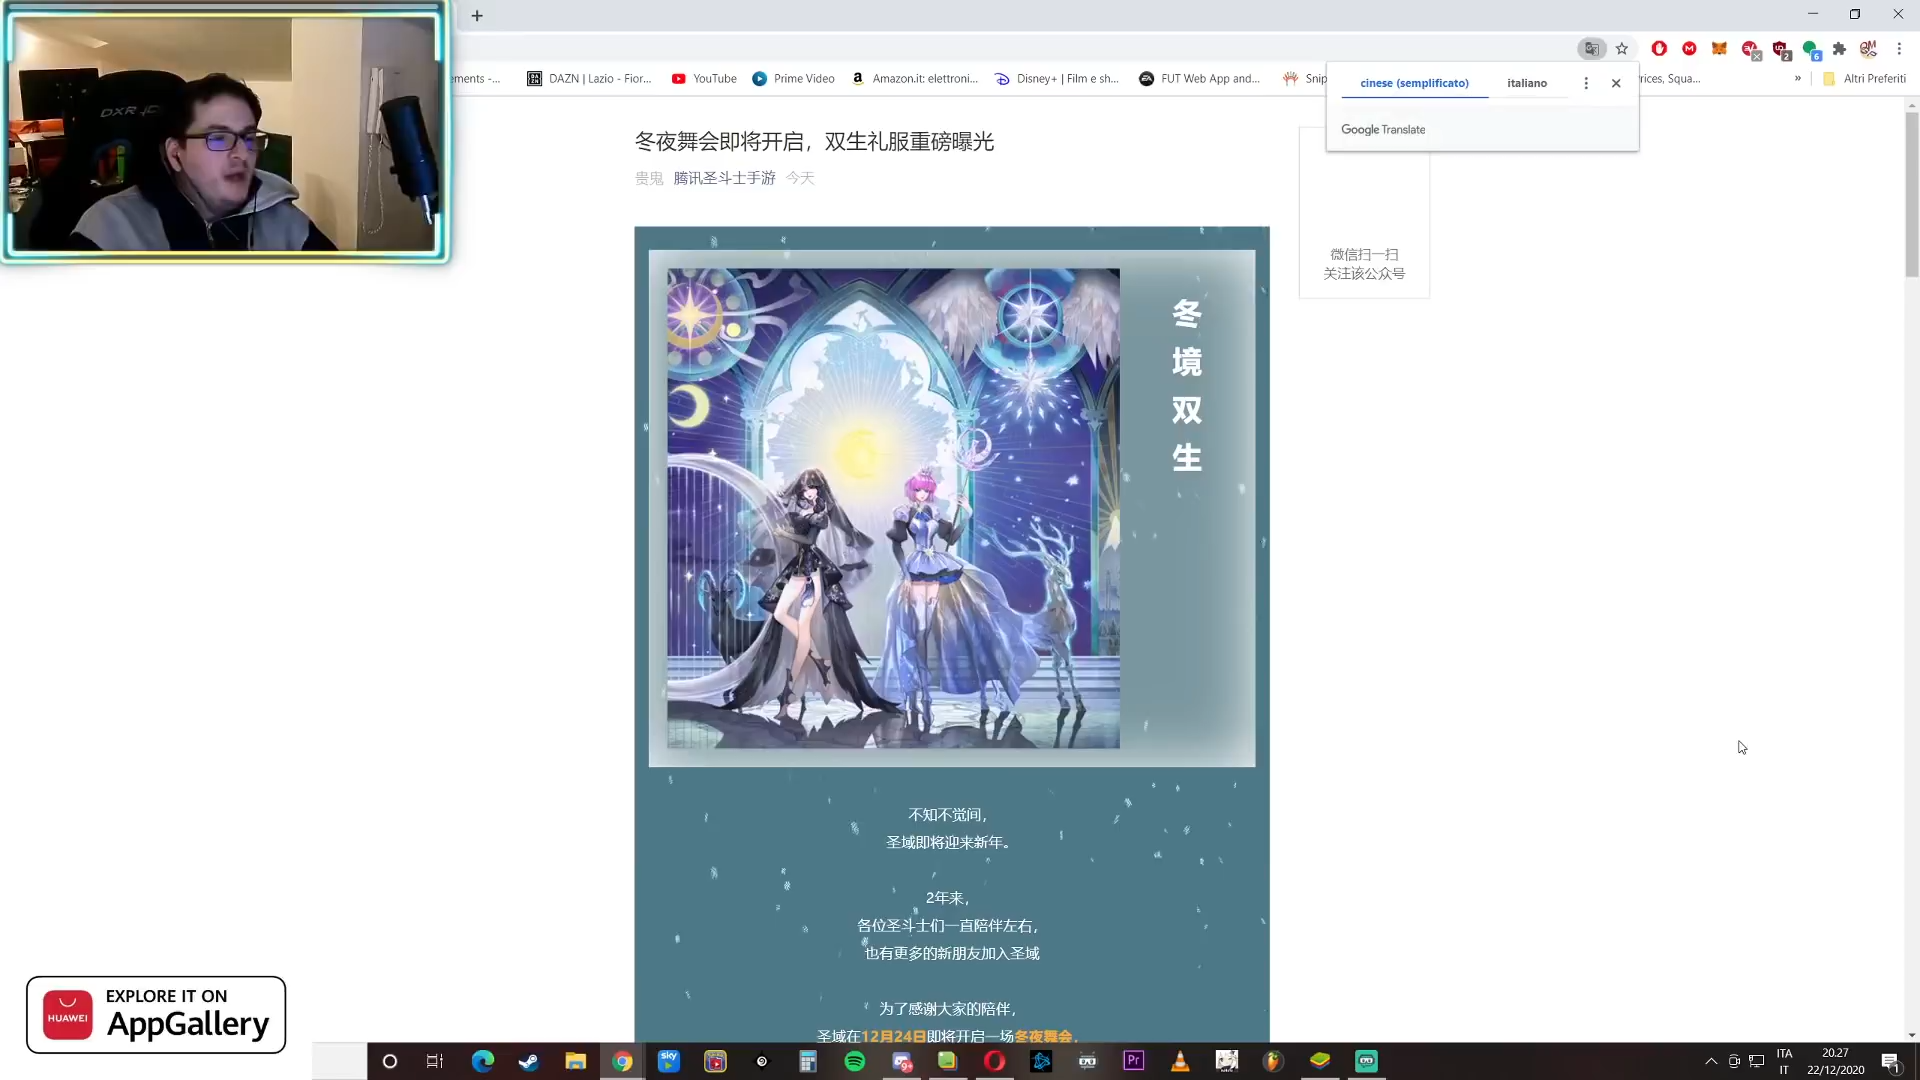 DXR
ements -...
DAZN | Lazio - Fior...
YouTube
Prime Video
Amazon.it: elettroni...
Disney+ | Film e sh...
FUT Web App and...
Snip
rices, Squa...
»
Altri Preferiti
cinese (semplificato)
italiano
Google Translate
冬夜舞会即将开启，双生礼服重磅曝光
贵鬼 腾讯圣斗士手游 今天
微信扫一扫
关注该公众号
冬
境
双
生
不知不觉间，
圣域即将迎来新年。
2年来，
各位圣斗士们一直陪伴左右，
也有更多的新朋友加入圣域
为了感谢大家的陪伴，
圣域在12月24日即将开启一场冬夜舞会，
HUAWEI
EXPLORE IT ON
AppGallery
sky
Pr
ITA
IT
20.27
22/12/2020